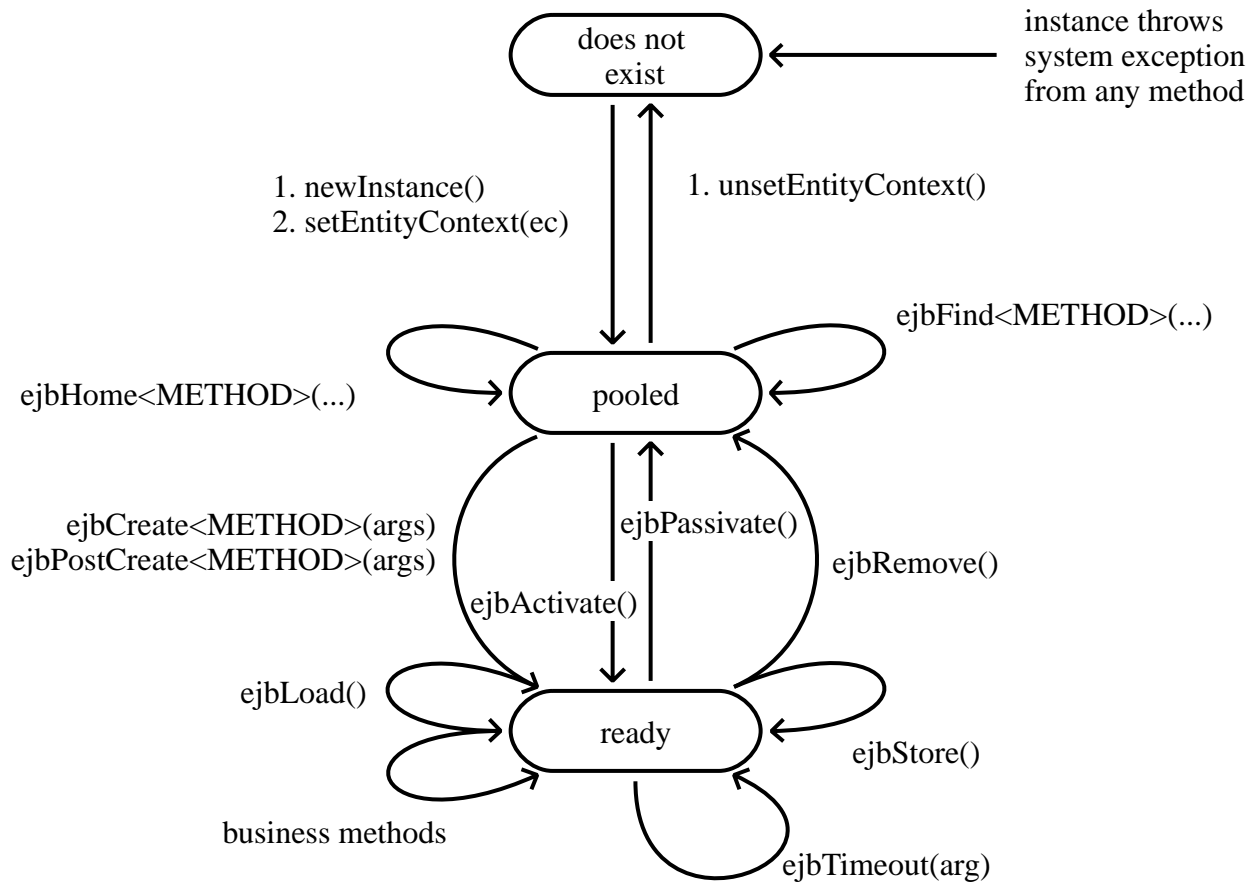 does not
exist
instance throws
system exception
from any method
1. newInstance()
2. setEntityContext(ec)
1. unsetEntityContext()
ejbFind<METHOD>(...)
ejbHome<METHOD>(...)
pooled
ejbCreate<METHOD>(args)
ejbPostCreate<METHOD>(args)
ejbPassivate()
ejbRemove()
ejbActivate()
ejbLoad()
ready
ejbStore()
business methods
ejbTimeout(arg)